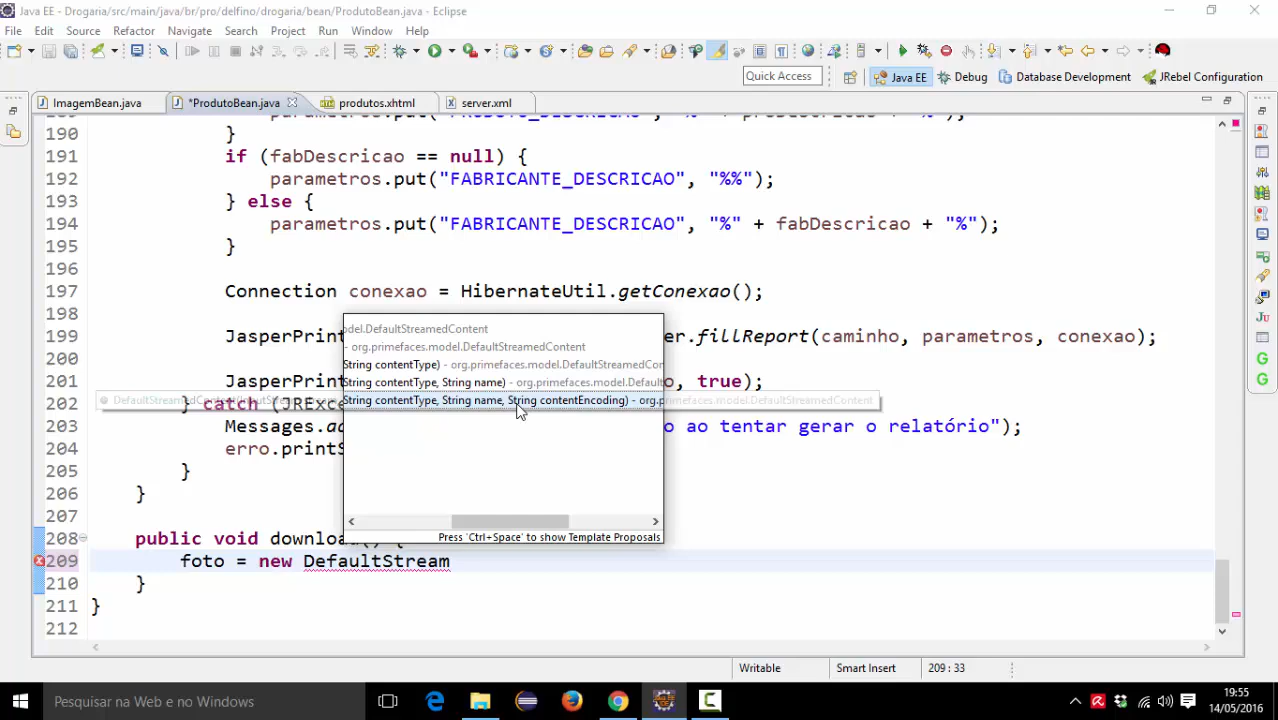 Java EE - Drogaria/src/main/java/br/pro/delfino/drogaria/bean/ProdutoBean.java - Eclipse
File Edit Source Refactor Navigate Search Project Run Window Help
Quick Access Java EE Debug Database Development JRebel Configuration
ImagemBean.java *ProdutoBean.java produtos.xhtml server.xml
190 }
191 if (fabDescricao == null) {
192 parametros.put("FABRICANTE_DESCRICAO", "%%");
193 } else {
194 parametros.put("FABRICANTE_DESCRICAO", "%" + fabDescricao + "%");
195 }
196
197 Connection conexao = HibernateUtil.getConexao();
198
odel.DefaultStreamedContent
199 JasperPrint er.fillReport(caminho, parametros, conexao);
- org.primefaces.model.DefaultStreamedContent
200
String contentType) - org.primefaces.model.DefaultStreamedCon
201 JasperPrint o, true);
String contentType, String name) - org.primefaces.model.Default
202 } catch (JRExce
String contentType, String name, String contentEncoding) - org.primefaces.model.DefaultStreamedContent
203 Messages.ad o ao tentar gerar o relatório");
204 erro.printS
205 }
206 }
207
208 public void download() {
Press 'Ctrl+Space' to show Template Proposals
209 foto = new DefaultStream
210 }
211 }
212
Writable Smart Insert 209 : 33
Pesquisar na Web e no Windows
19:55
14/05/2016